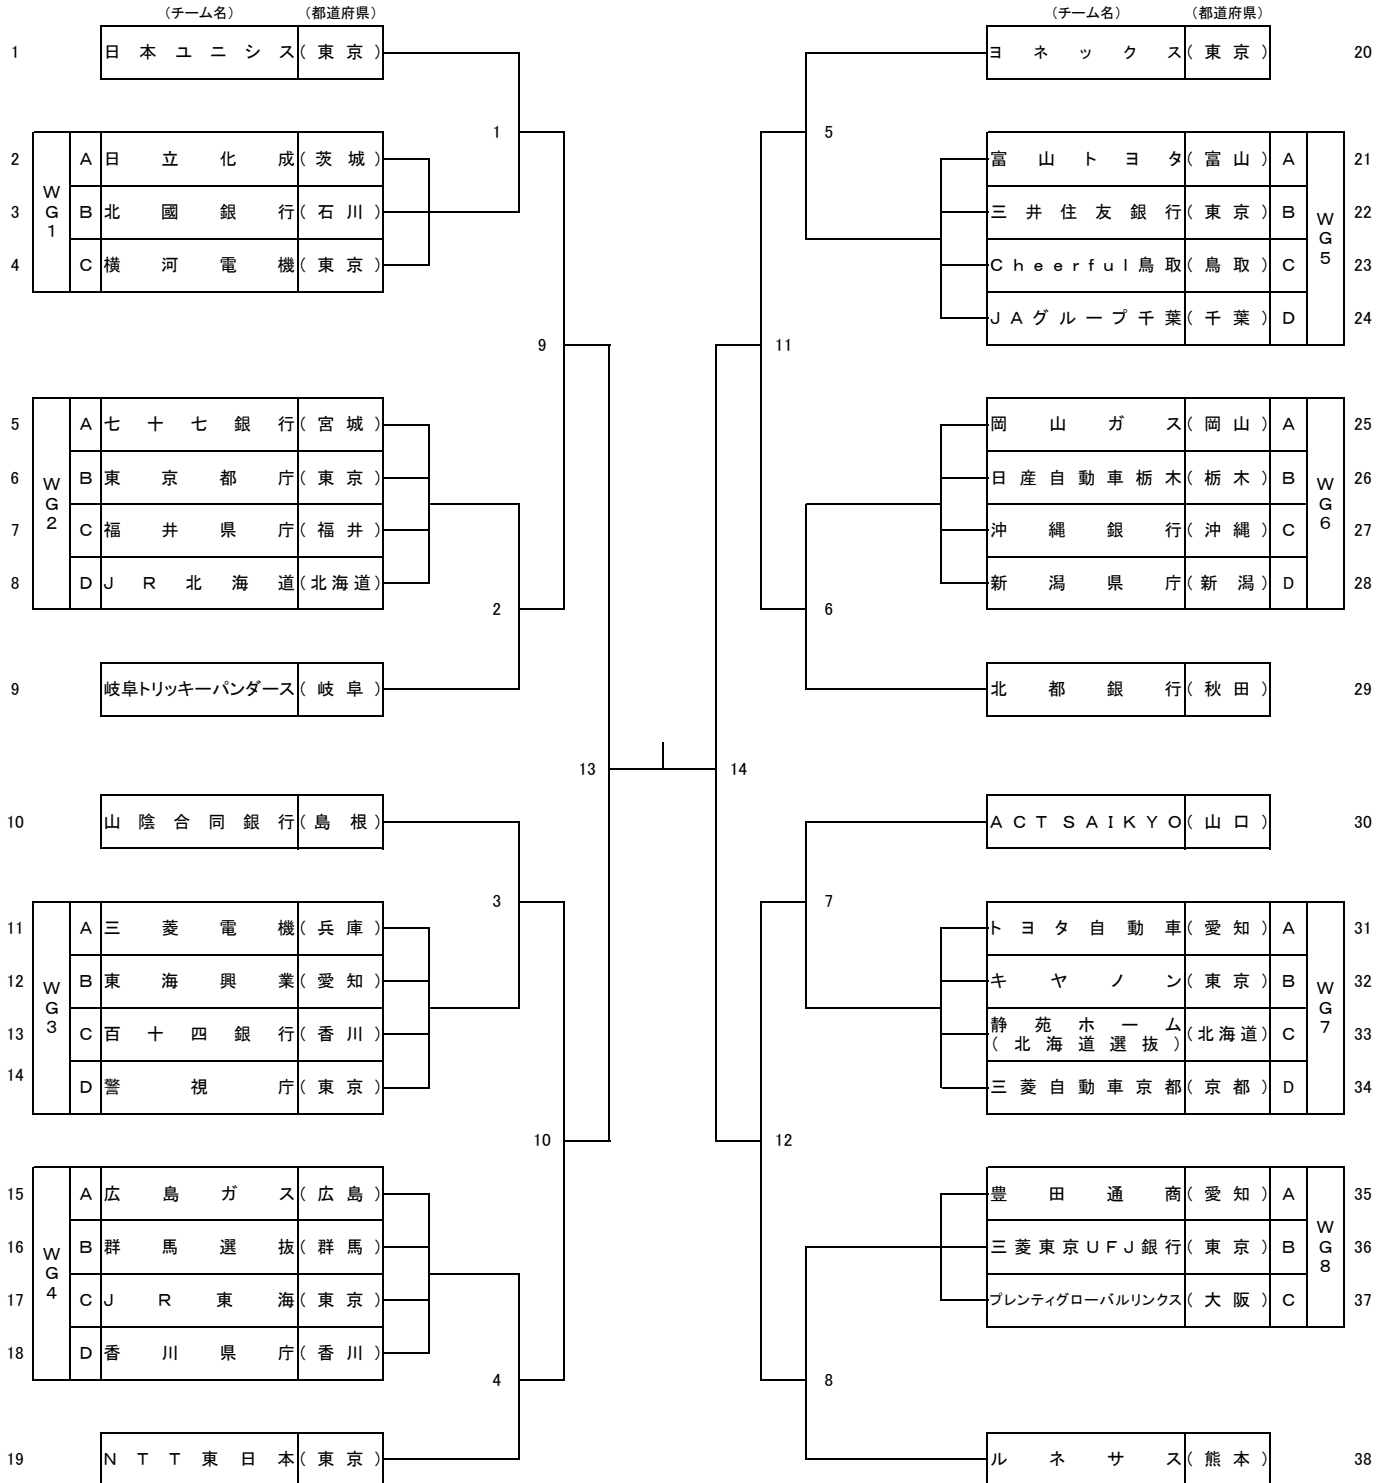 (チーム名) (都道府県)
1 日本ユニシス (東京)
1
WG1
2 A 日立化成 (茨城)
3 B 北國銀行 (石川)
4 C 横河電機 (東京)
9
WG2
5 A 七十七銀行 (宮城)
6 B 東京都庁 (東京)
7 C 福井県庁 (福井)
8 D JR北海道 (北海道)
2
9 岐阜トリッキーパンダース (岐阜)
13
10 山陰合同銀行 (島根)
3
WG3
11 A 三菱電機 (兵庫)
12 B 東海興業 (愛知)
13 C 百十四銀行 (香川)
14 D 警視庁 (東京)
10
WG4
15 A 広島ガス (広島)
16 B 群馬選抜 (群馬)
17 C JR東海 (東京)
18 D 香川県庁 (香川)
4
19 NTT東日本 (東京)
(チーム名) (都道府県)
ヨネックス (東京) 20
5
WG5
富山トヨタ (富山) A 21
三井住友銀行 (東京) B 22
Cheerful鳥取 (鳥取) C 23
JAグループ千葉 (千葉) D 24
11
WG6
岡山ガス (岡山) A 25
日産自動車栃木 (栃木) B 26
沖縄銀行 (沖縄) C 27
新潟県庁 (新潟) D 28
6
北都銀行 (秋田) 29
14
ACT SAIKYO (山口) 30
7
WG7
トヨタ自動車 (愛知) A 31
キヤノン (東京) B 32
静苑ホーム
(北海道選抜) (北海道) C 33
三菱自動車京都 (京都) D 34
12
WG8
豊田通商 (愛知) A 35
三菱東京UFJ銀行 (東京) B 36
プレンティグローバルリンクス (大阪) C 37
8
ルネサス (熊本) 38